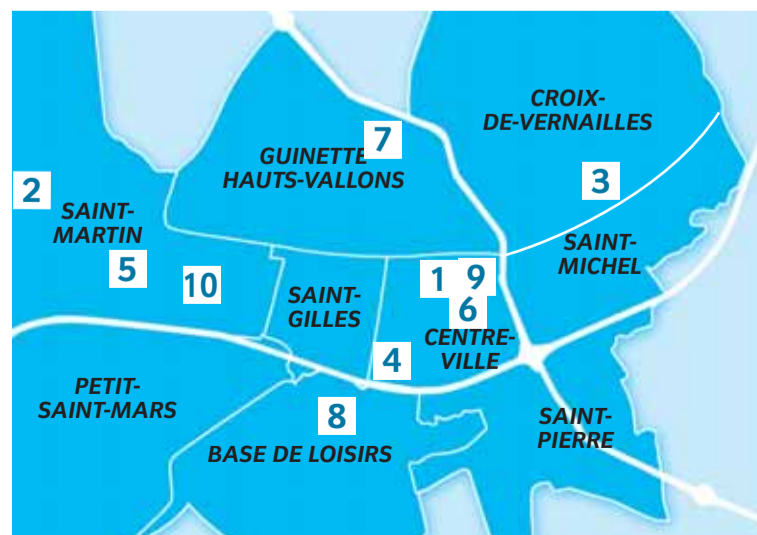 CROIX-
DE-VERNAILLES
7
GUINETTE
HAUTS-VALLONS
3
2
SAINT-
MARTIN
SAINT-
MICHEL
5
10
1
9
SAINT-
GILLES
6
CENTRE-
VILLE
4
PETIT-
SAINT-MARS
8
SAINT-
PIERRE
BASE DE LOISIRS